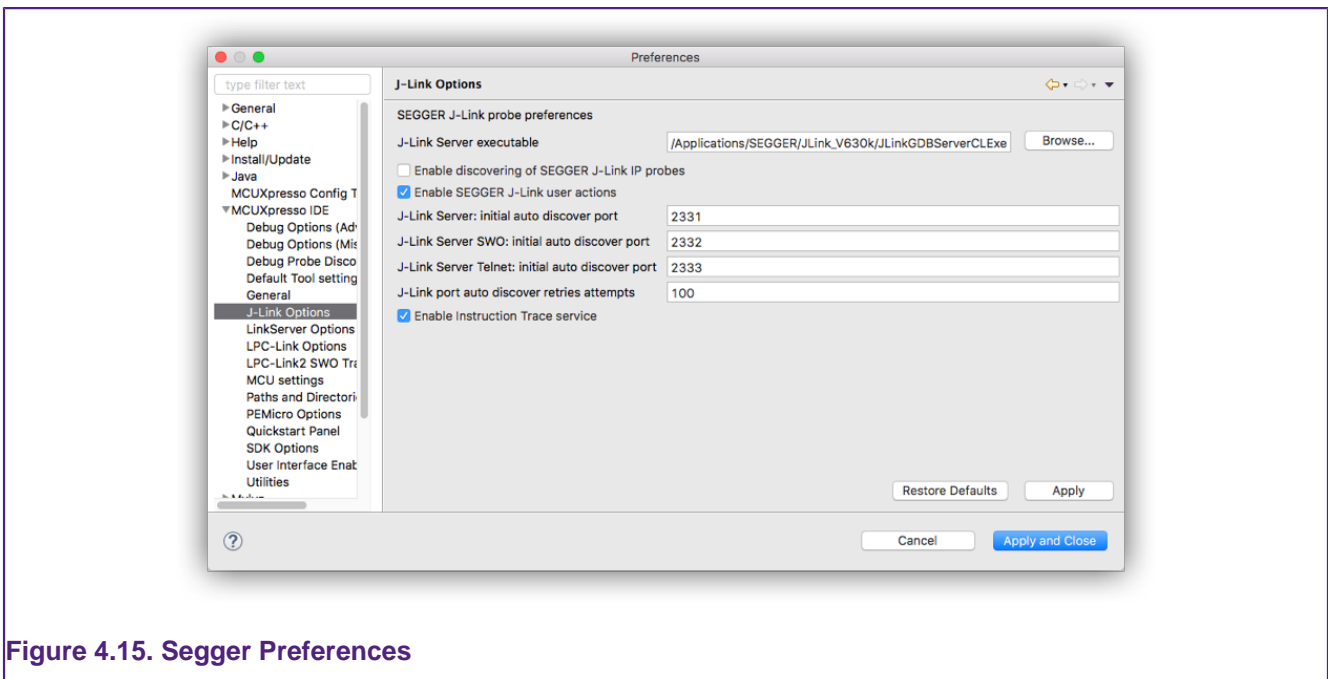 Preferences
type filter text
General
C/C++
Help
Install/Update
Java
MCUXpresso Config T
MCUXpresso IDE
Debug Options (Adv
Debug Options (Mis
Debug Probe Disco
Default Tool setting
General
J-Link Options
LinkServer Options
LPC-Link Options
LPC-Link2 SWO Tra
MCU settings
Paths and Directori
PEMicro Options
Quickstart Panel
SDK Options
User Interface Enab
Utilities
J-Link Options
SEGGER J-Link probe preferences
J-Link Server executable /Applications/SEGGER/JLink_V630k/JLinkGDBServerCLExe Browse...
Enable discovering of SEGGER J-Link IP probes
Enable SEGGER J-Link user actions
J-Link Server: initial auto discover port 2331
J-Link Server SWO: initial auto discover port 2332
J-Link Server Telnet: initial auto discover port 2333
J-Link port auto discover retries attempts 100
Enable Instruction Trace service
Restore Defaults Apply
? Cancel Apply and Close
Figure 4.15. Segger Preferences